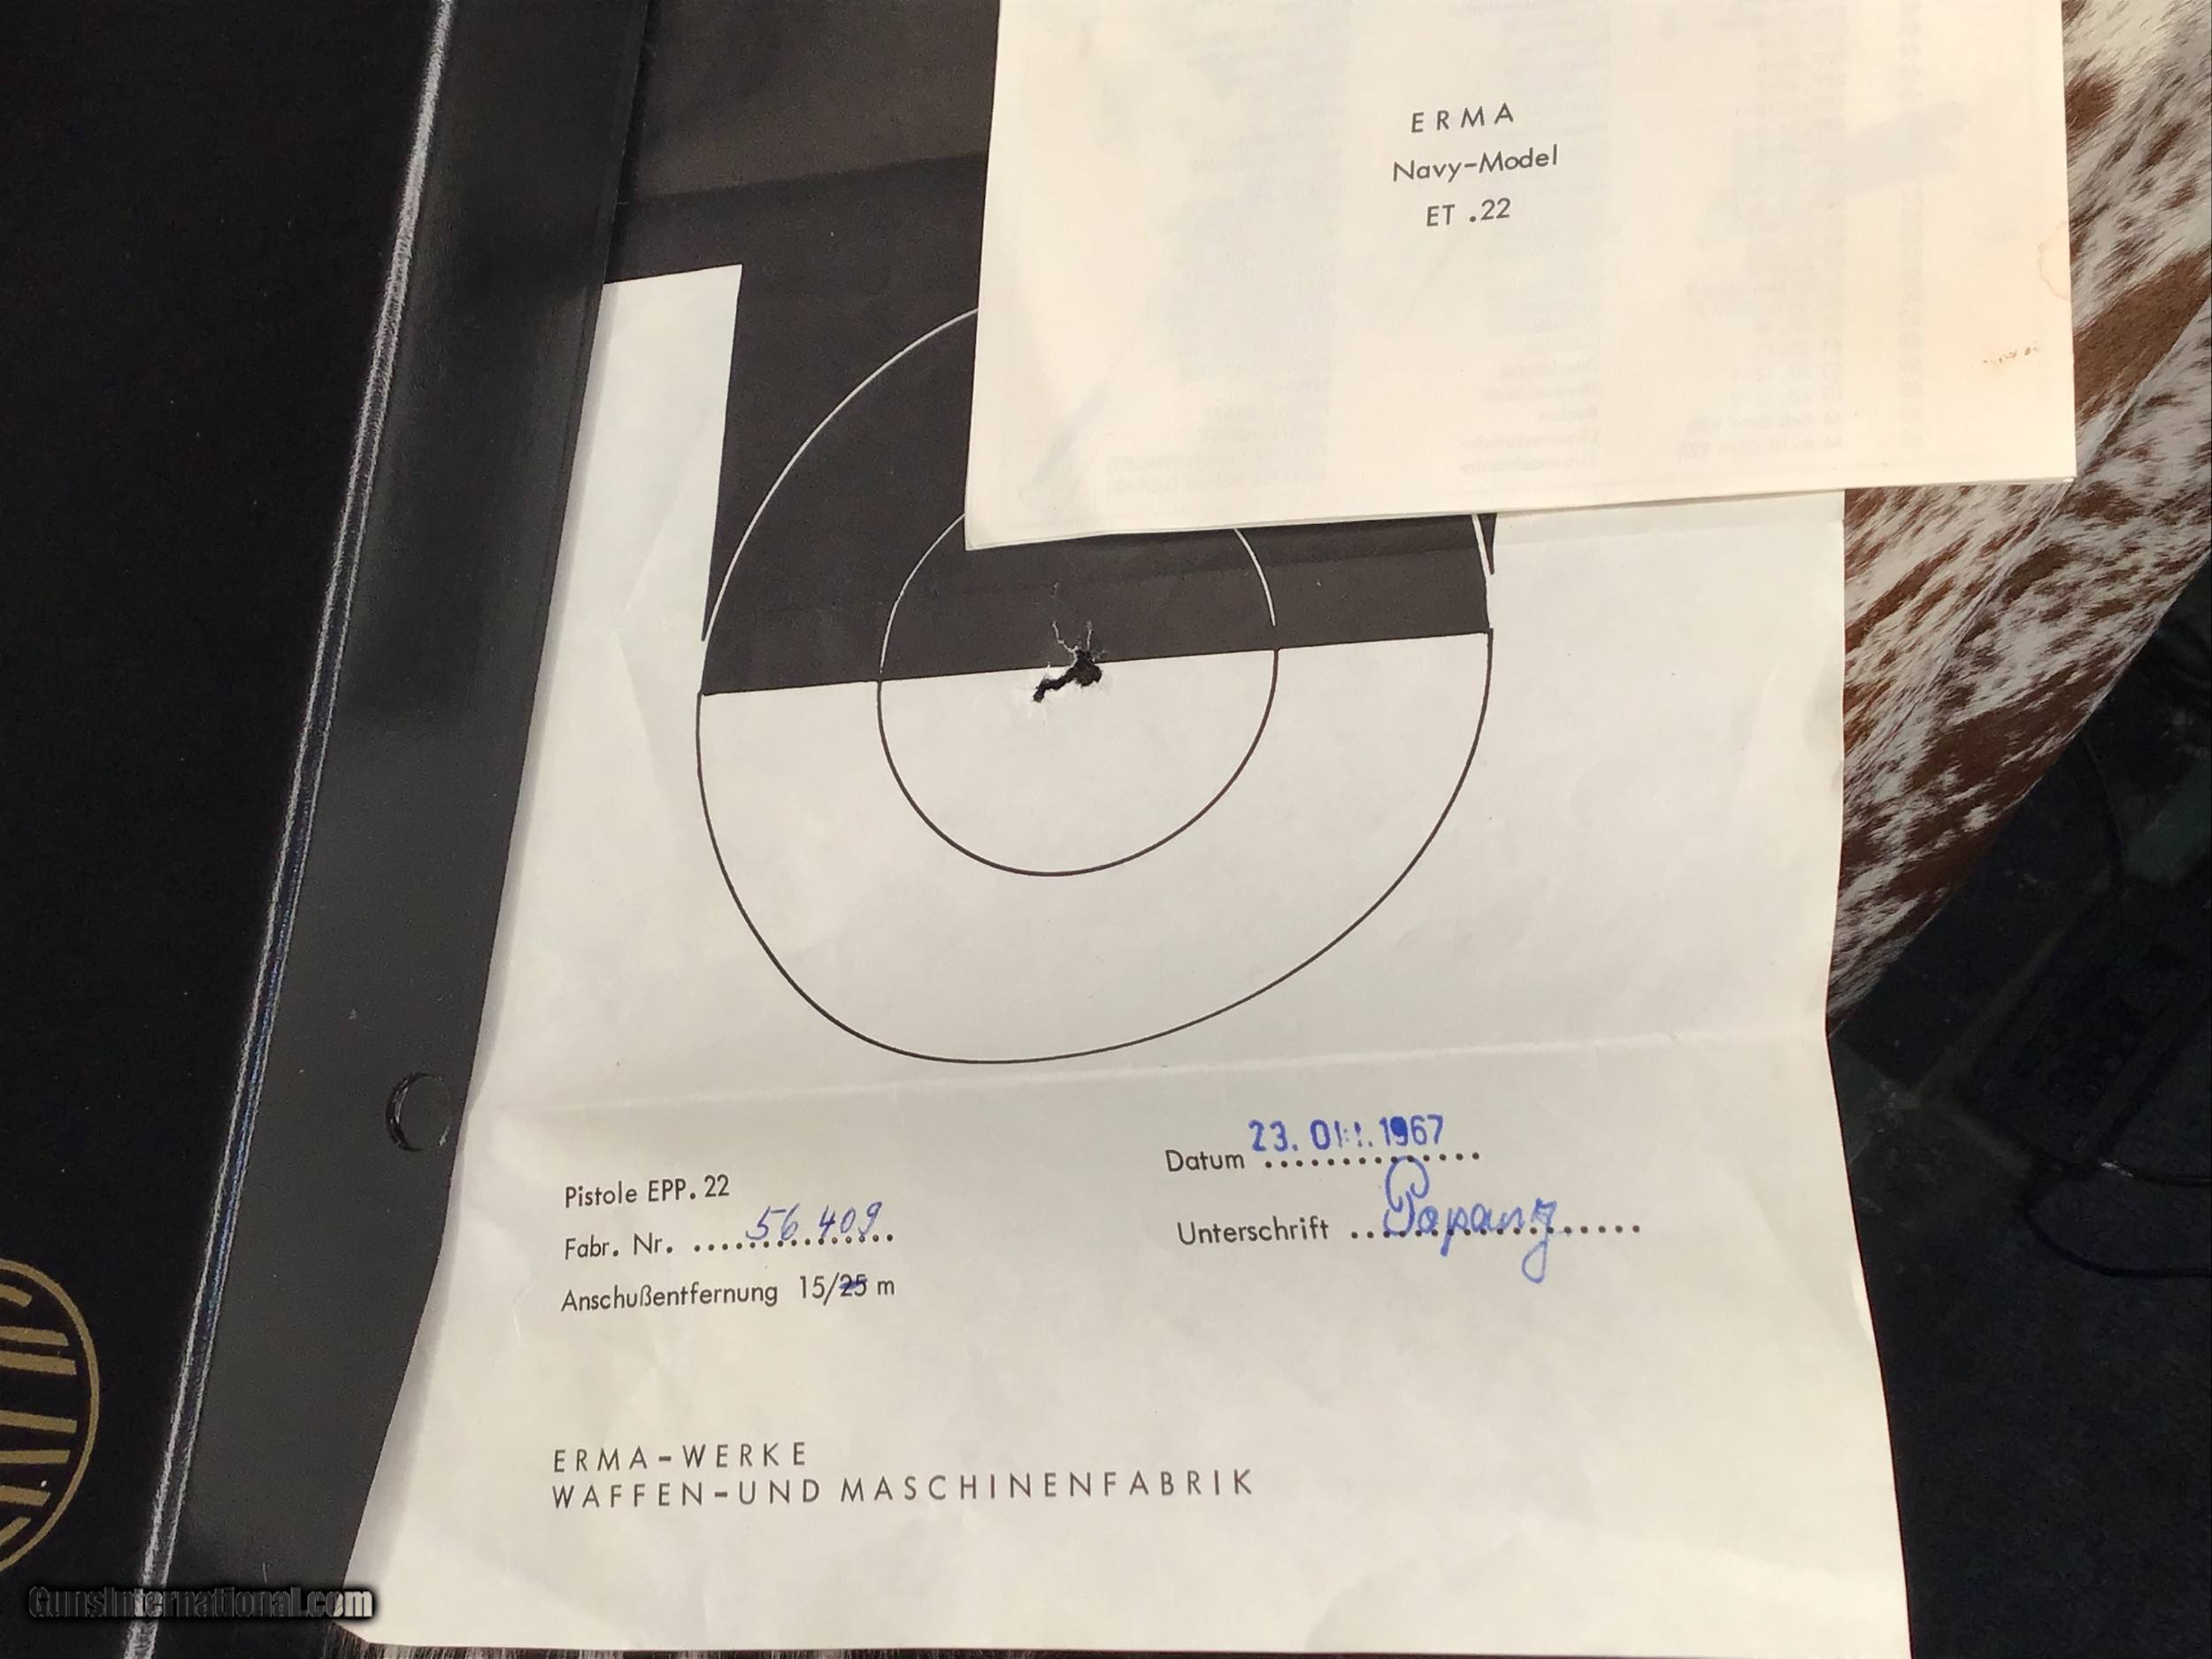 ERMA
Navy-Model
ET .22
Datum 23. OKT. 1967
Pistole EPP. 22
Fabr. Nr. 56.409
Unterschrift
Anschußentfernung 15/25 m
ERMA-WERKE
WAFFEN-UND MASCHINENFABRIK
GunsInternational.com